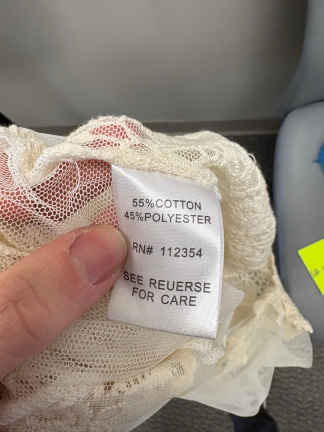 55%COTTON
45%POLYESTER
RN# 112354
SEE REUERSE
FOR CARE